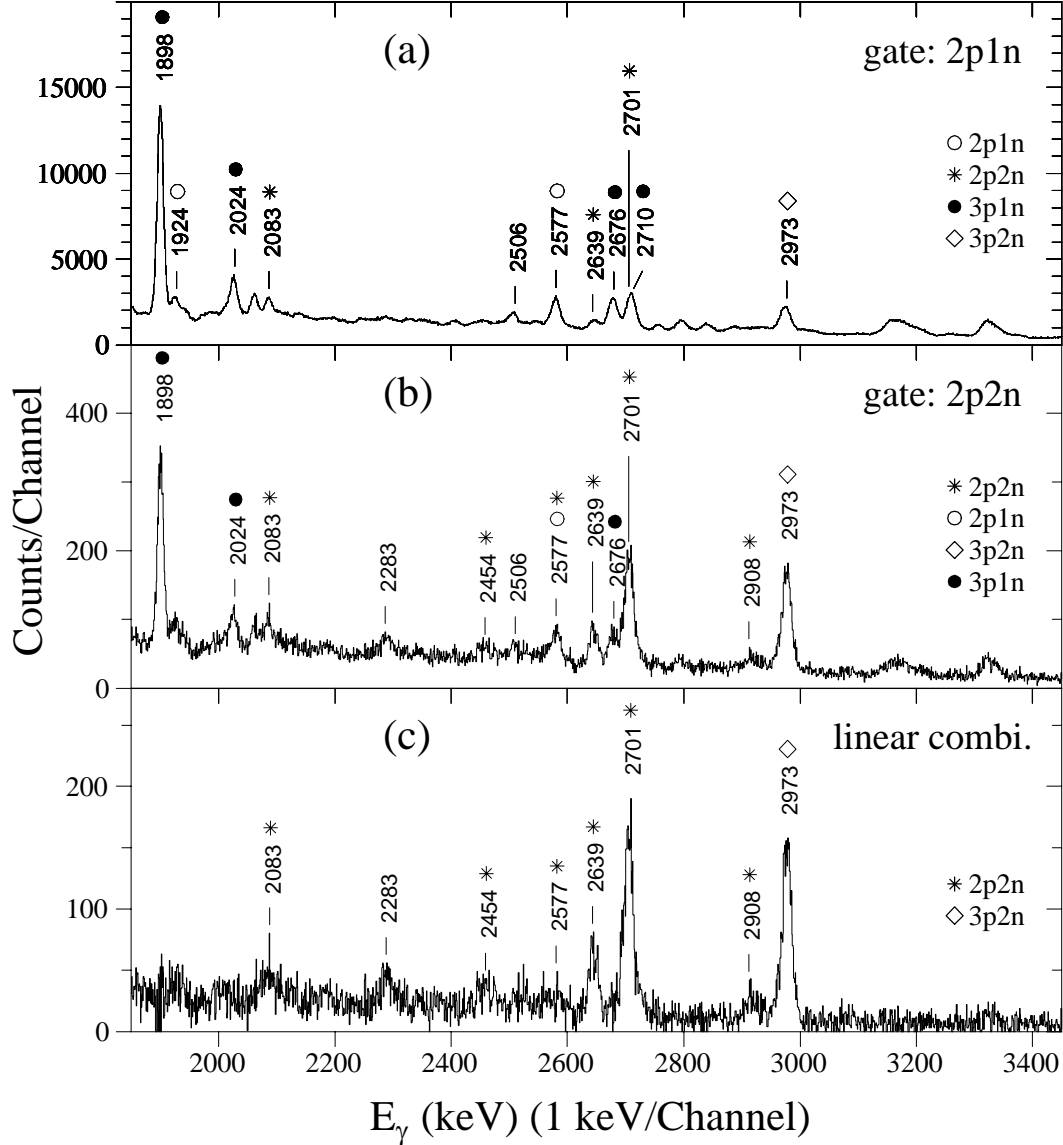 (a)
gate: 2p1n
1898
1924
2024
2083
2506
2577
2639
2676
2701
2710
2973
2p1n
2p2n
3p1n
3p2n
15000
10000
5000
0
(b)
gate: 2p2n
1898
2024
2083
2283
2454
2506
2577
2639
2676
2701
2908
2973
2p2n
2p1n
3p2n
3p1n
400
200
0
Counts/Channel
(c)
linear combi.
2083
2283
2454
2577
2639
2701
2908
2973
2p2n
3p2n
200
100
0
2000 2200 2400 2600 2800 3000 3200 3400
Eγ (keV) (1 keV/Channel)